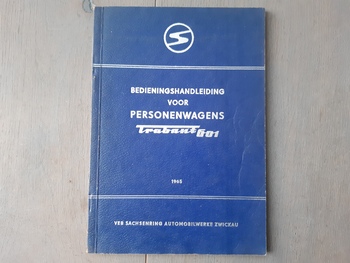 BEDIENINGSHANDLEIDING
VOOR
PERSONENWAGENS
Trabant 601
1965
VEB SACHSENRING AUTOMOBILWERKE ZWICKAU